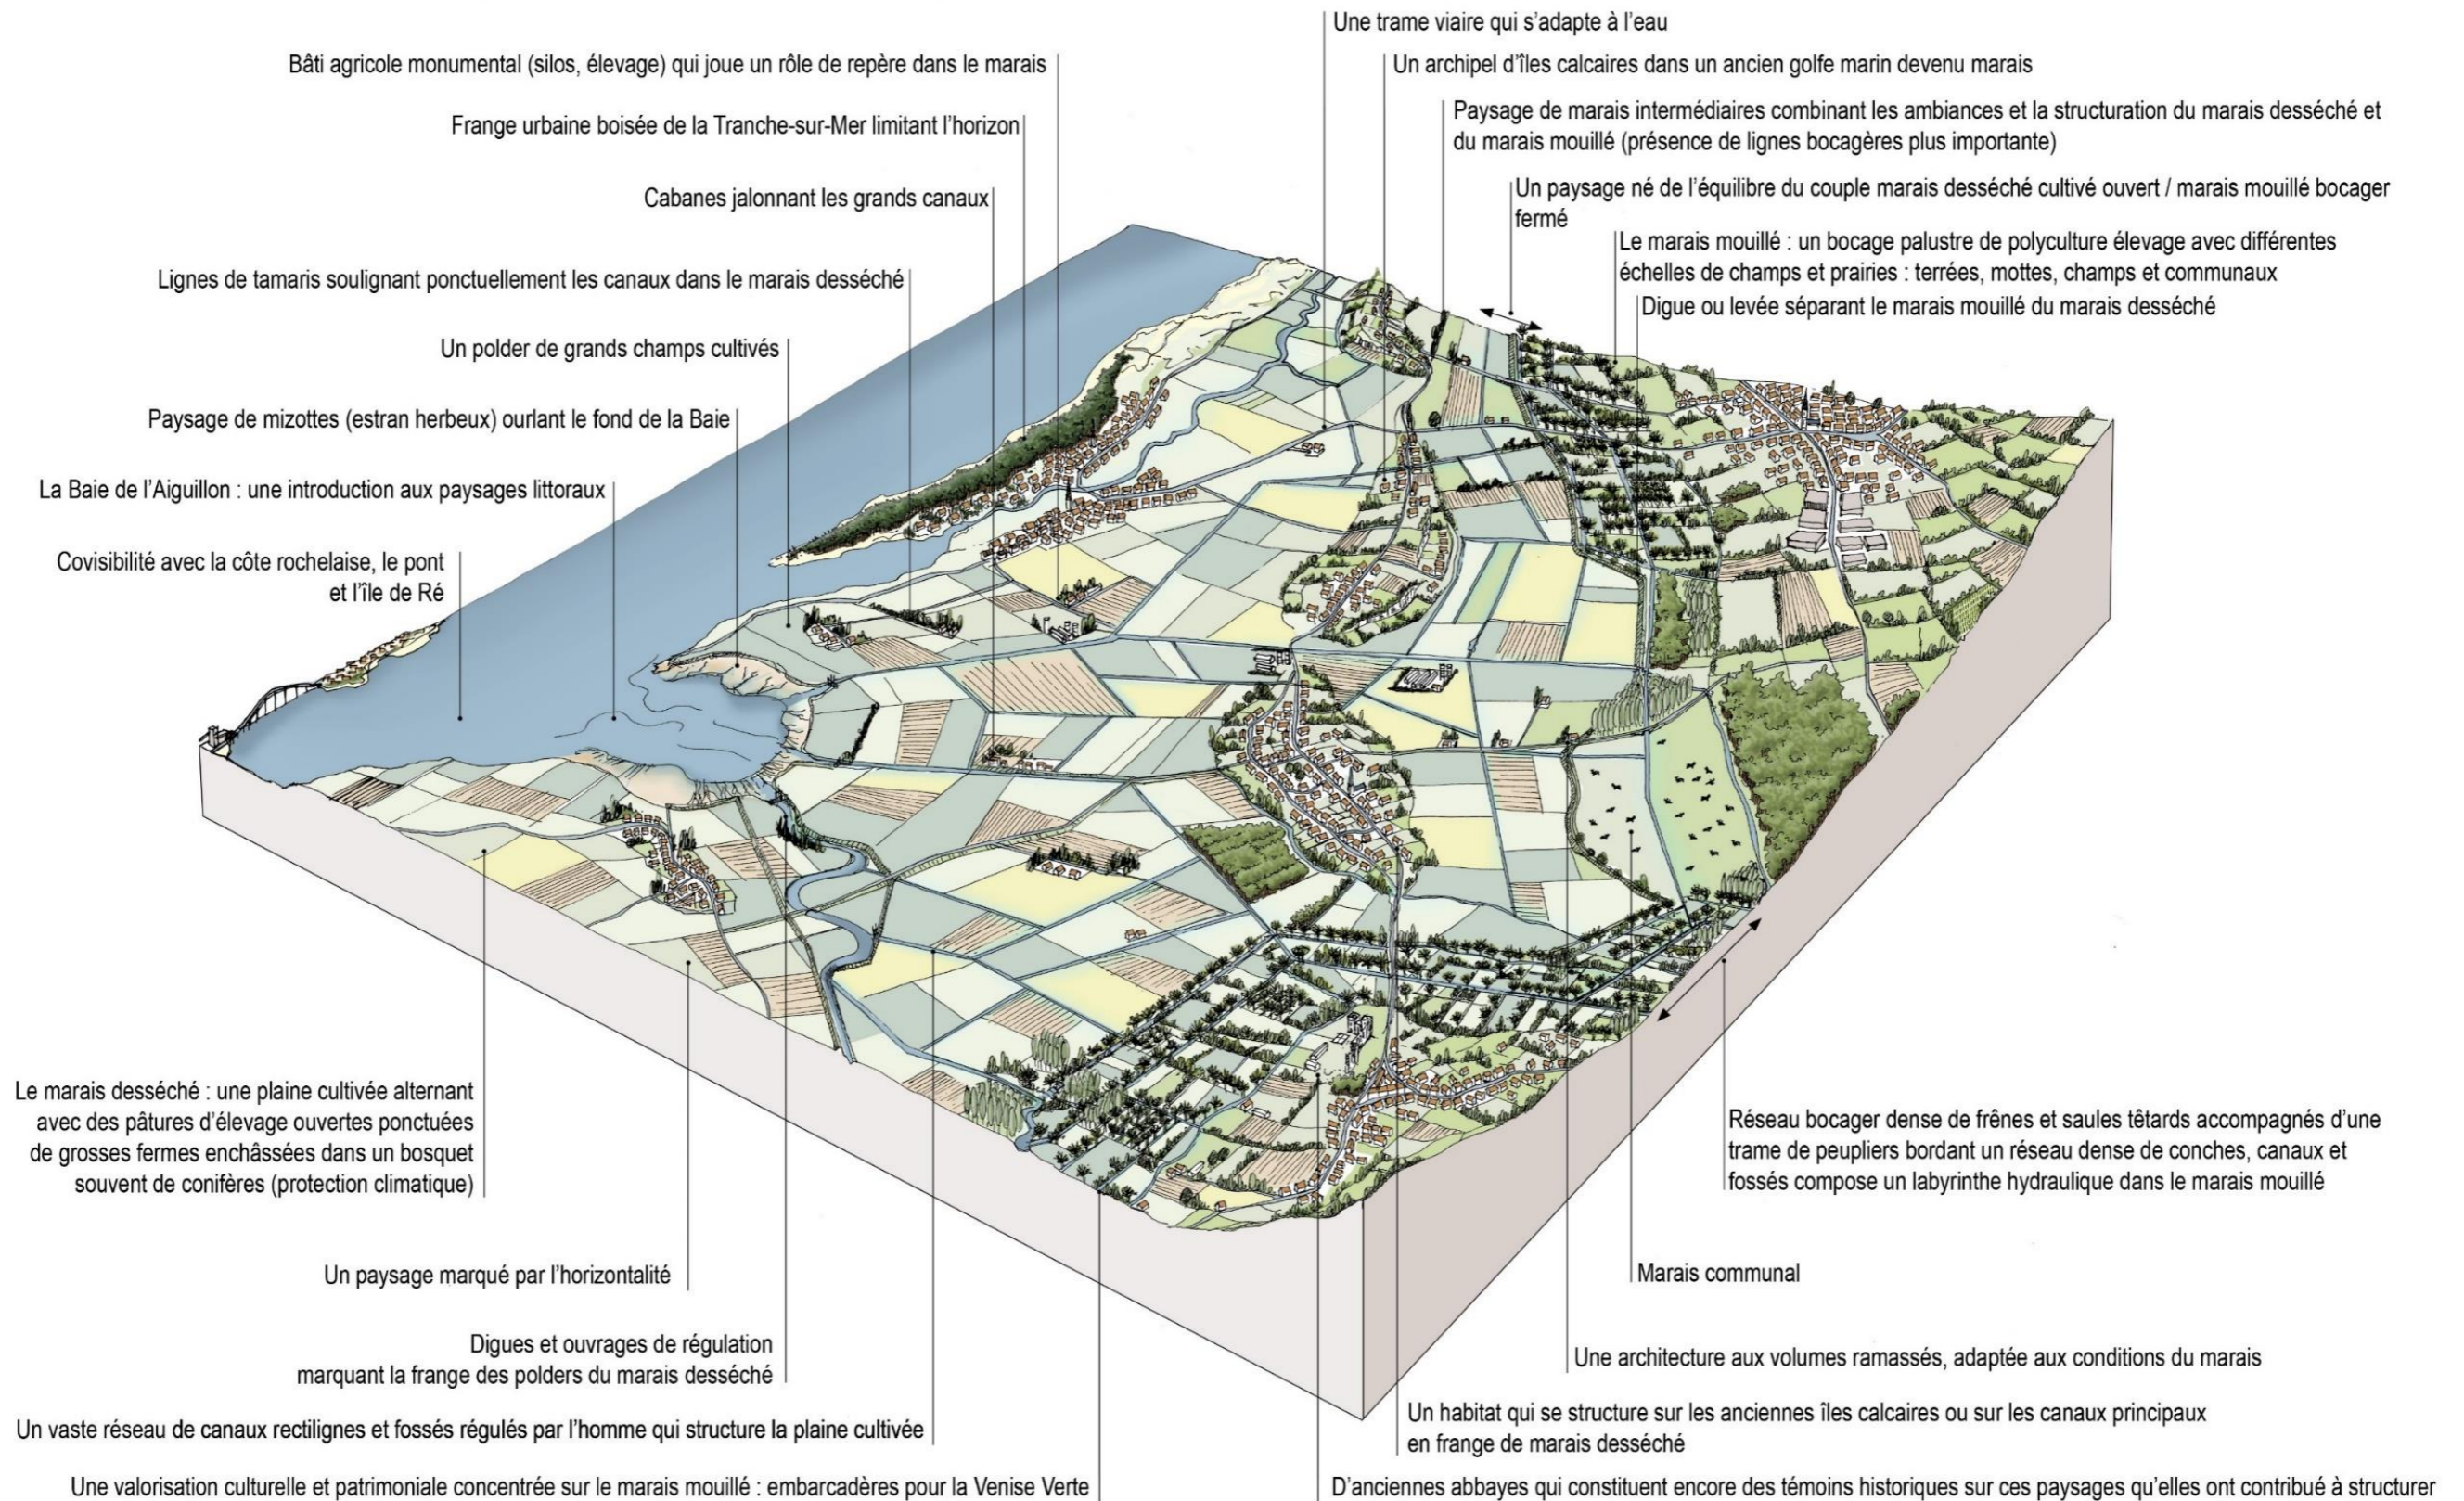 Une trame viaire qui s’adapte à l’eau
Bâti agricole monumental (silos, élevage) qui joue un rôle de repère dans le marais
Un archipel d’îles calcaires dans un ancien golfe marin devenu marais
Paysage de marais intermédiaires combinant les ambiances et la structuration du marais desséché et
du marais mouillé (présence de lignes bocagères plus importante)
Frange urbaine boisée de la Tranche-sur-Mer limitant l’horizon
Cabanes jalonnant les grands canaux
Un paysage né de l’équilibre du couple marais desséché cultivé ouvert / marais mouillé bocager
fermé
Le marais mouillé : un bocage palustre de polyculture élevage avec différentes
échelles de champs et prairies : terrées, mottes, champs et communaux
Lignes de tamaris soulignant ponctuellement les canaux dans le marais desséché
Digue ou levée séparant le marais mouillé du marais desséché
Un polder de grands champs cultivés
Paysage de mizottes (estran herbeux) ourlant le fond de la Baie
La Baie de l’Aiguillon : une introduction aux paysages littoraux
Covisibilité avec la côte rochelaise, le pont
et l’île de Ré
Le marais desséché : une plaine cultivée alternant
avec des pâtures d’élevage ouvertes ponctuées
de grosses fermes enchâssées dans un bosquet
souvent de conifères (protection climatique)
Réseau bocager dense de frênes et saules têtards accompagnés d’une
trame de peupliers bordant un réseau dense de conches, canaux et
fossés compose un labyrinthe hydraulique dans le marais mouillé
Un paysage marqué par l’horizontalité
Marais communal
Digues et ouvrages de régulation
marquant la frange des polders du marais desséché
Une architecture aux volumes ramassés, adaptée aux conditions du marais
Un vaste réseau de canaux rectilignes et fossés régulés par l’homme qui structure la plaine cultivée
Un habitat qui se structure sur les anciennes îles calcaires ou sur les canaux principaux
en frange de marais desséché
Une valorisation culturelle et patrimoniale concentrée sur le marais mouillé : embarcadères pour la Venise Verte
D’anciennes abbayes qui constituent encore des témoins historiques sur ces paysages qu’elles ont contribué à structurer